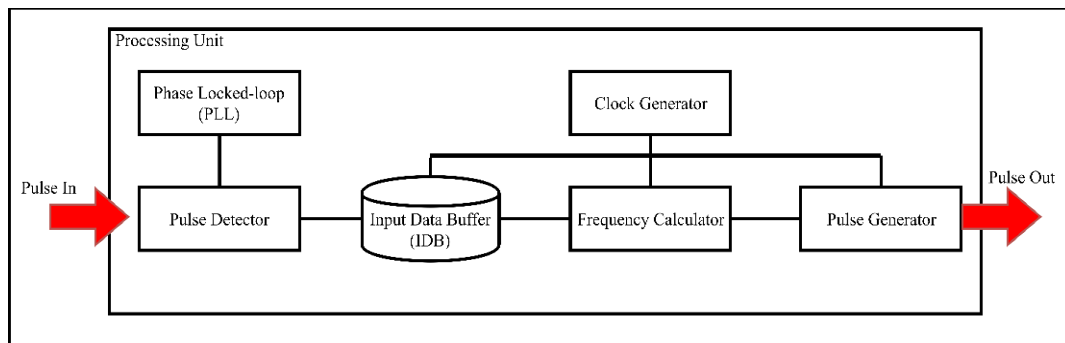 Processing Unit
Phase Locked-loop
(PLL)
Clock Generator
Pulse In
Pulse Out
Pulse Detector
Input Data Buffer
(IDB)
Frequency Calculator
Pulse Generator